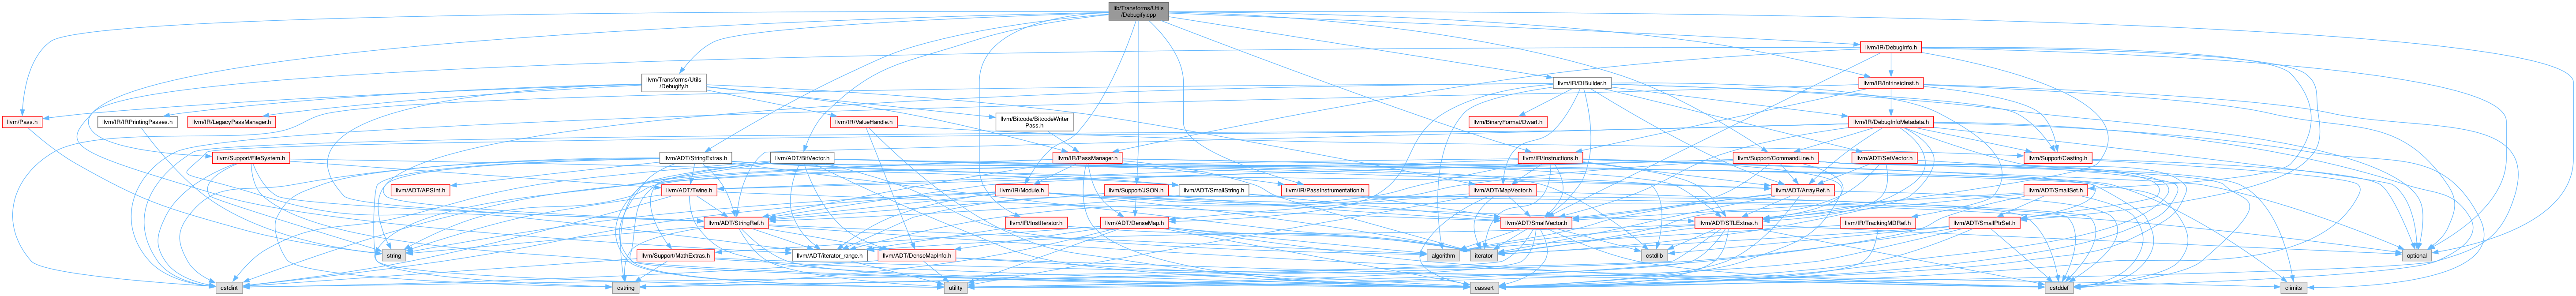 lib/Transforms/Utils
/Debugify.cpp
llvm/IR/DebugInfo.h
llvm/Transforms/Utils
/Debugify.h
llvm/IR/DIBuilder.h
llvm/IR/IntrinsicInst.h
llvm/Pass.h
llvm/IR/IRPrintingPasses.h
llvm/IR/LegacyPassManager.h
llvm/Bitcode/BitcodeWriter
Pass.h
llvm/IR/ValueHandle.h
llvm/BinaryFormat/Dwarf.h
llvm/IR/DebugInfoMetadata.h
llvm/Support/FileSystem.h
llvm/ADT/StringExtras.h
llvm/ADT/BitVector.h
llvm/IR/PassManager.h
llvm/IR/Instructions.h
llvm/Support/CommandLine.h
llvm/ADT/SetVector.h
llvm/Support/Casting.h
llvm/ADT/APSInt.h
llvm/ADT/Twine.h
llvm/IR/Module.h
llvm/Support/JSON.h
llvm/ADT/SmallString.h
llvm/IR/PassInstrumentation.h
llvm/ADT/MapVector.h
llvm/ADT/ArrayRef.h
llvm/ADT/SmallSet.h
llvm/ADT/StringRef.h
llvm/IR/InstIterator.h
llvm/ADT/DenseMap.h
llvm/ADT/SmallVector.h
llvm/ADT/STLExtras.h
llvm/IR/TrackingMDRef.h
llvm/ADT/SmallPtrSet.h
string
llvm/Support/MathExtras.h
llvm/ADT/iterator_range.h
llvm/ADT/DenseMapInfo.h
algorithm
iterator
cstdlib
optional
cstdint
cstring
utility
cassert
cstddef
climits